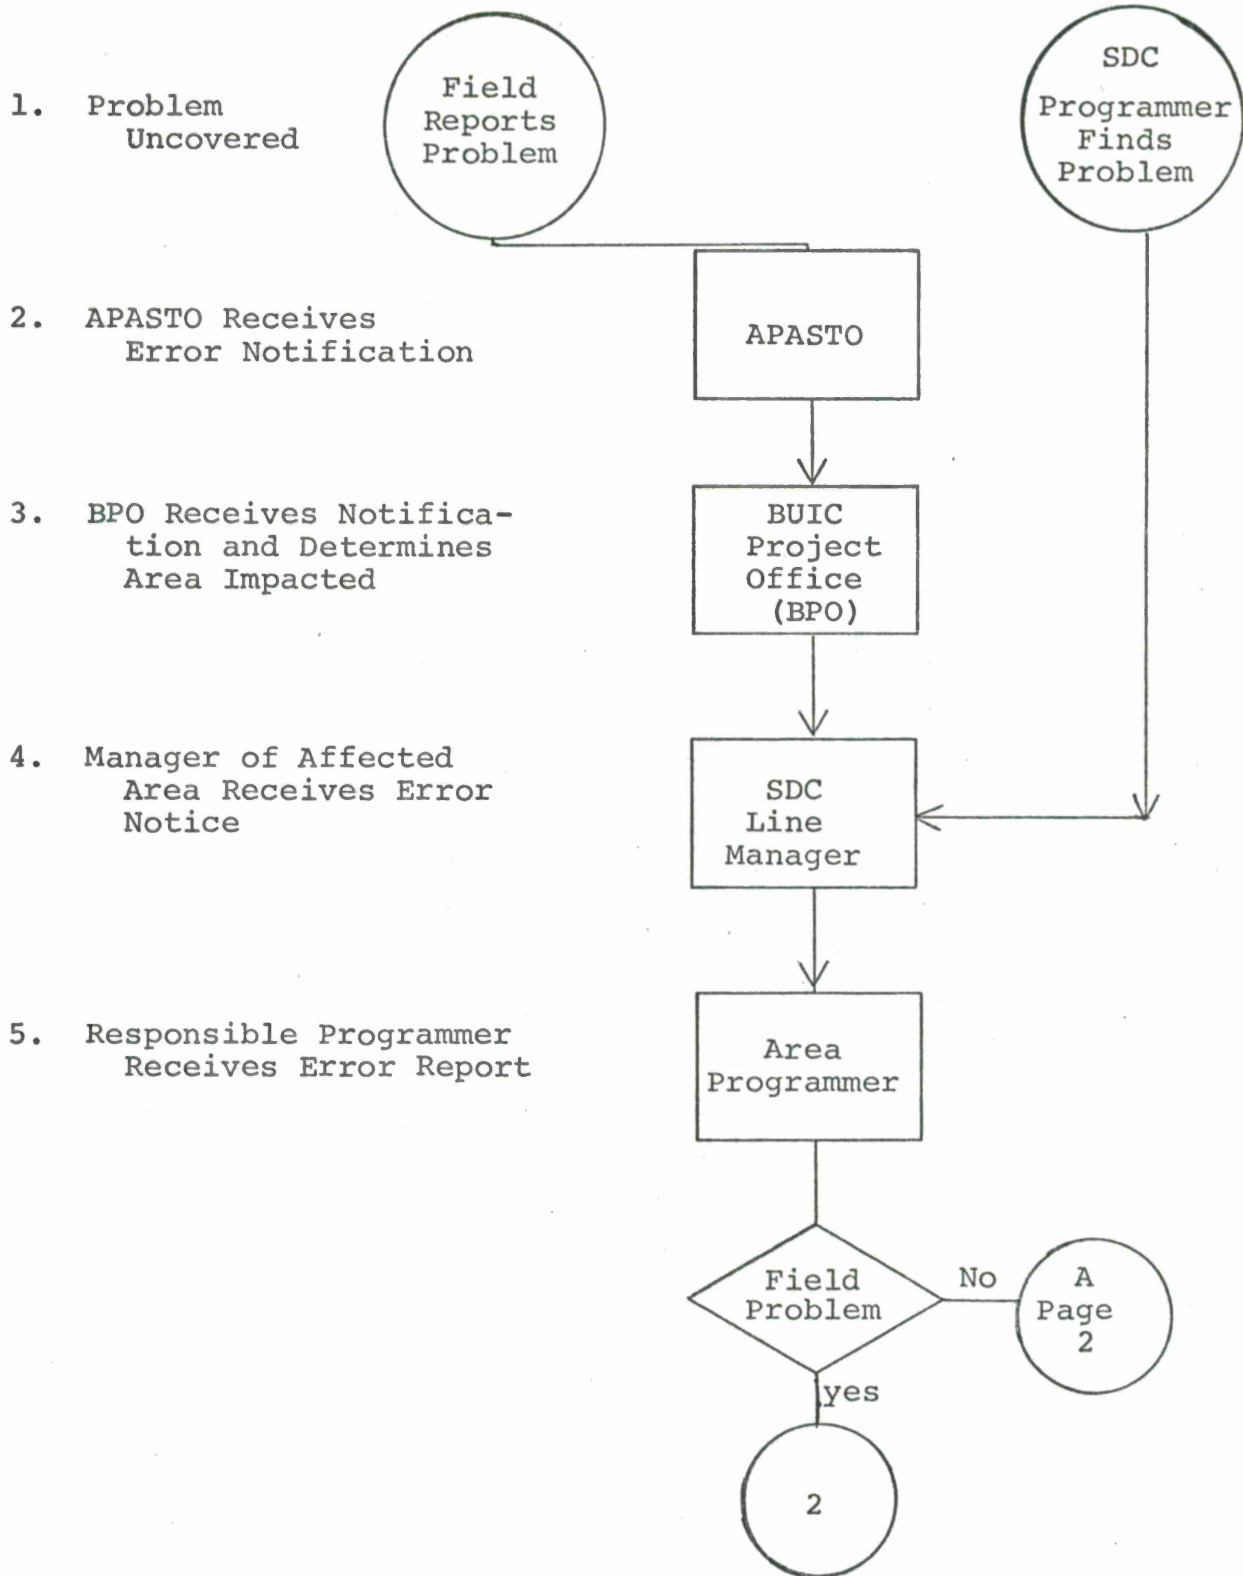 1. Problem
Uncovered
Field
Reports
Problem
SDC
Programmer
Finds
Problem
2. APASTO Receives
Error Notification
APASTO
3. BPO Receives Notifica-
tion and Determines
Area Impacted
BUIC
Project
Office
(BPO)
4. Manager of Affected
Area Receives Error
Notice
SDC
Line
Manager
5. Responsible Programmer
Receives Error Report
Area
Programmer
Field
Problem
No
A
Page
2
yes
2